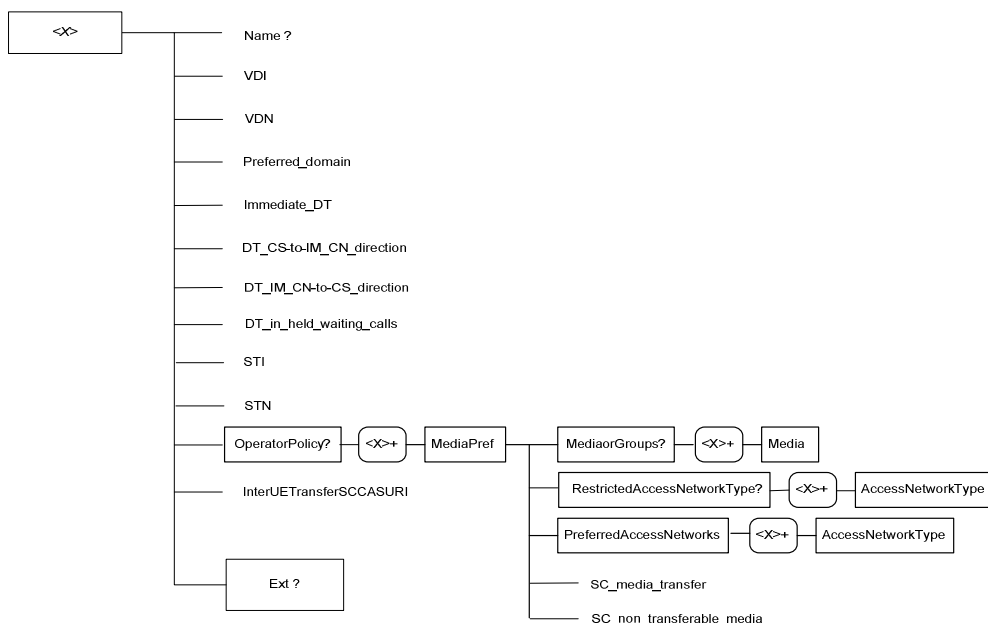 <X>
Name ?
VDI
VDN
Preferred_domain
Immediate_DT
DT_CS-to-IM_CN_direction
DT_IM_CN-to-CS_direction
DT_in_held_waiting_calls
STI
STN
OperatorPolicy? <X>+ MediaPref MediaorGroups? <X>+ Media
RestrictedAccessNetworkType? <X>+ AccessNetworkType
InterUETransferSCCASURI
PreferredAccessNetworks <X>+ AccessNetworkType
Ext ?
SC_media_transfer
SC_non_transferable_media